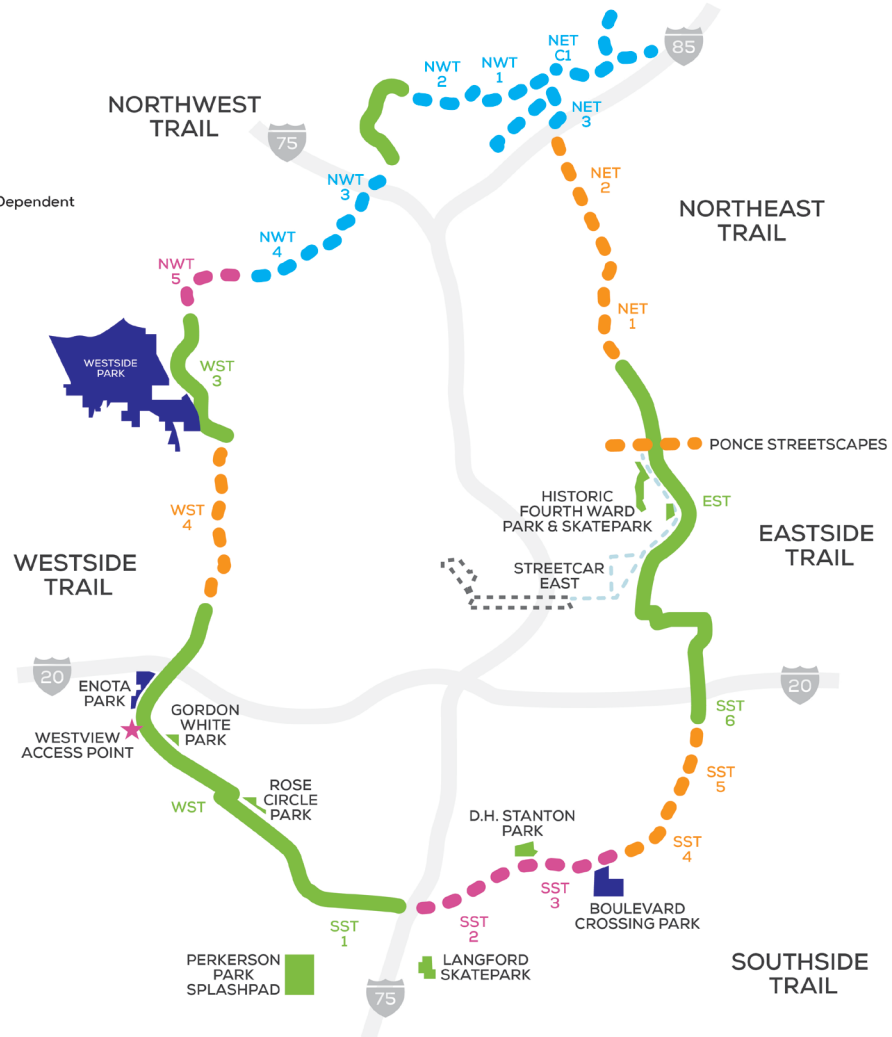 85
NET
C1
NWT
1
NWT
2
NORTHWEST
TRAIL
NET
3
75
NET
2
NWT
3
Dependent
NORTHEAST
TRAIL
NWT
4
NWT
5
NET
1
WESTSIDE
PARK
WST
3
PONCE STREETSCAPES
HISTORIC
FOURTH WARD
PARK & SKATEPARK
EST
WST
4
EASTSIDE
TRAIL
WESTSIDE
TRAIL
STREETCAR
EAST
20
20
ENOTA
PARK
GORDON
WHITE
PARK
WESTVIEW
ACCESS POINT
SST
6
SST
5
ROSE
CIRCLE
PARK
WST
D.H. STANTON
PARK
SST
4
SST
3
BOULEVARD
CROSSING PARK
SST
2
SST
1
PERKERSON
PARK
SPLASHPAD
LANGFORD
SKATEPARK
SOUTHSIDE
TRAIL
75